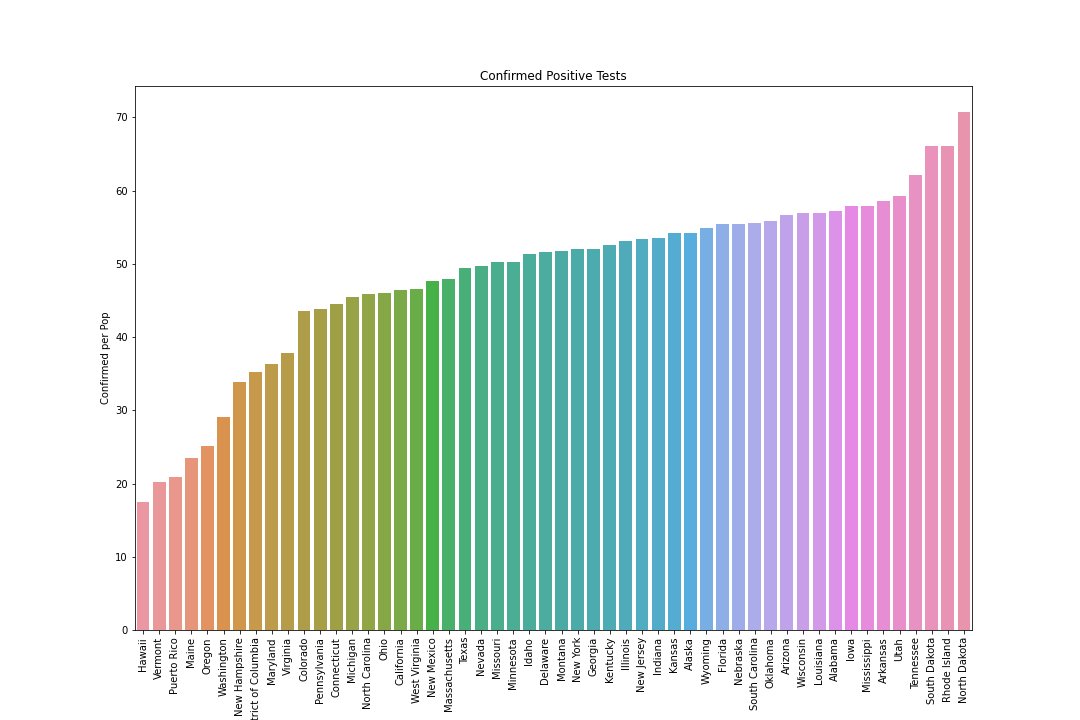 Confirmed Positive Tests
Confirmed per Pop
70
60
50
40
30
20
10
0
Hawaii
Vermont
Puerto Rico
Maine
Oregon
Washington
New Hampshire
trict of Columbia
Maryland
Virginia
Colorado
Pennsylvania
Connecticut
Michigan
North Carolina
Ohio
California
West Virginia
New Mexico
Massachusetts
Texas
Nevada
Missouri
Minnesota
Idaho
Delaware
Montana
New York
Georgia
Kentucky
Illinois
New Jersey
Indiana
Kansas
Alaska
Wyoming
Florida
Nebraska
South Carolina
Oklahoma
Arizona
Wisconsin
Louisiana
Alabama
Iowa
Mississippi
Arkansas
Utah
Tennessee
South Dakota
Rhode Island
North Dakota